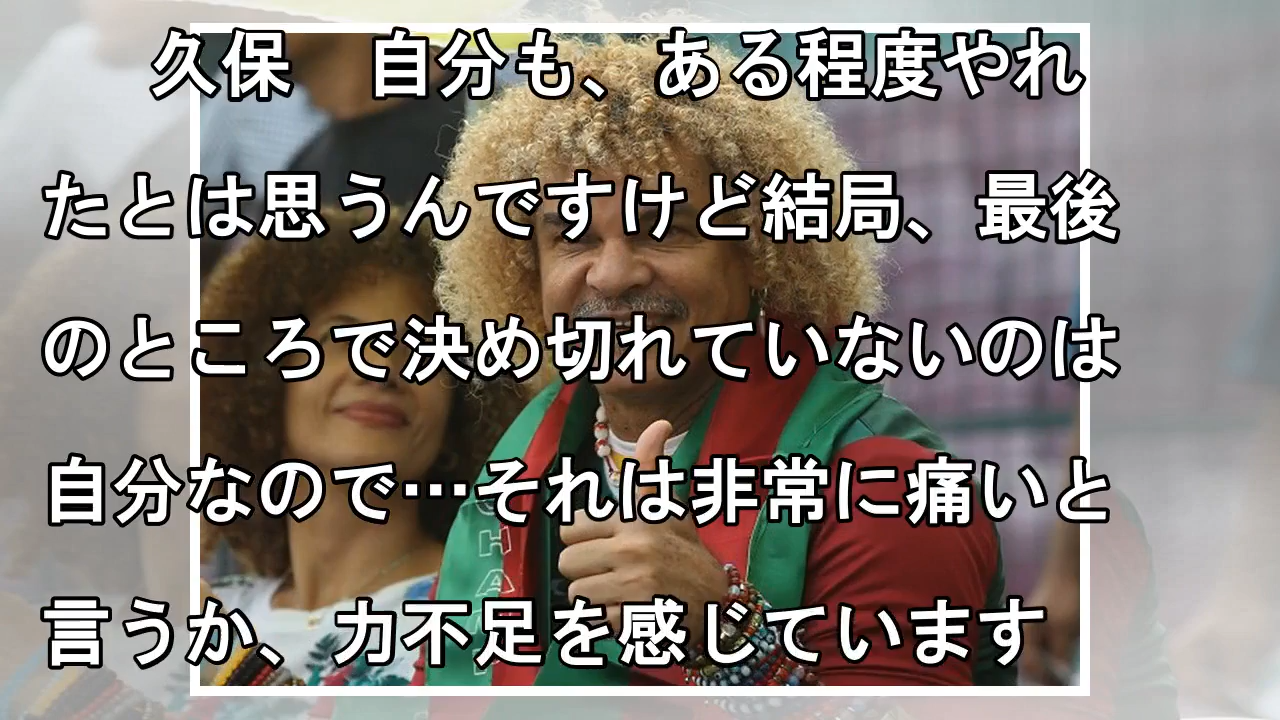 久保　自分も、ある程度やれ
たとは思うんですけど結局、最後
のところで決め切れていないのは
自分なので…それは非常に痛いと
言うか、力不足を感じています